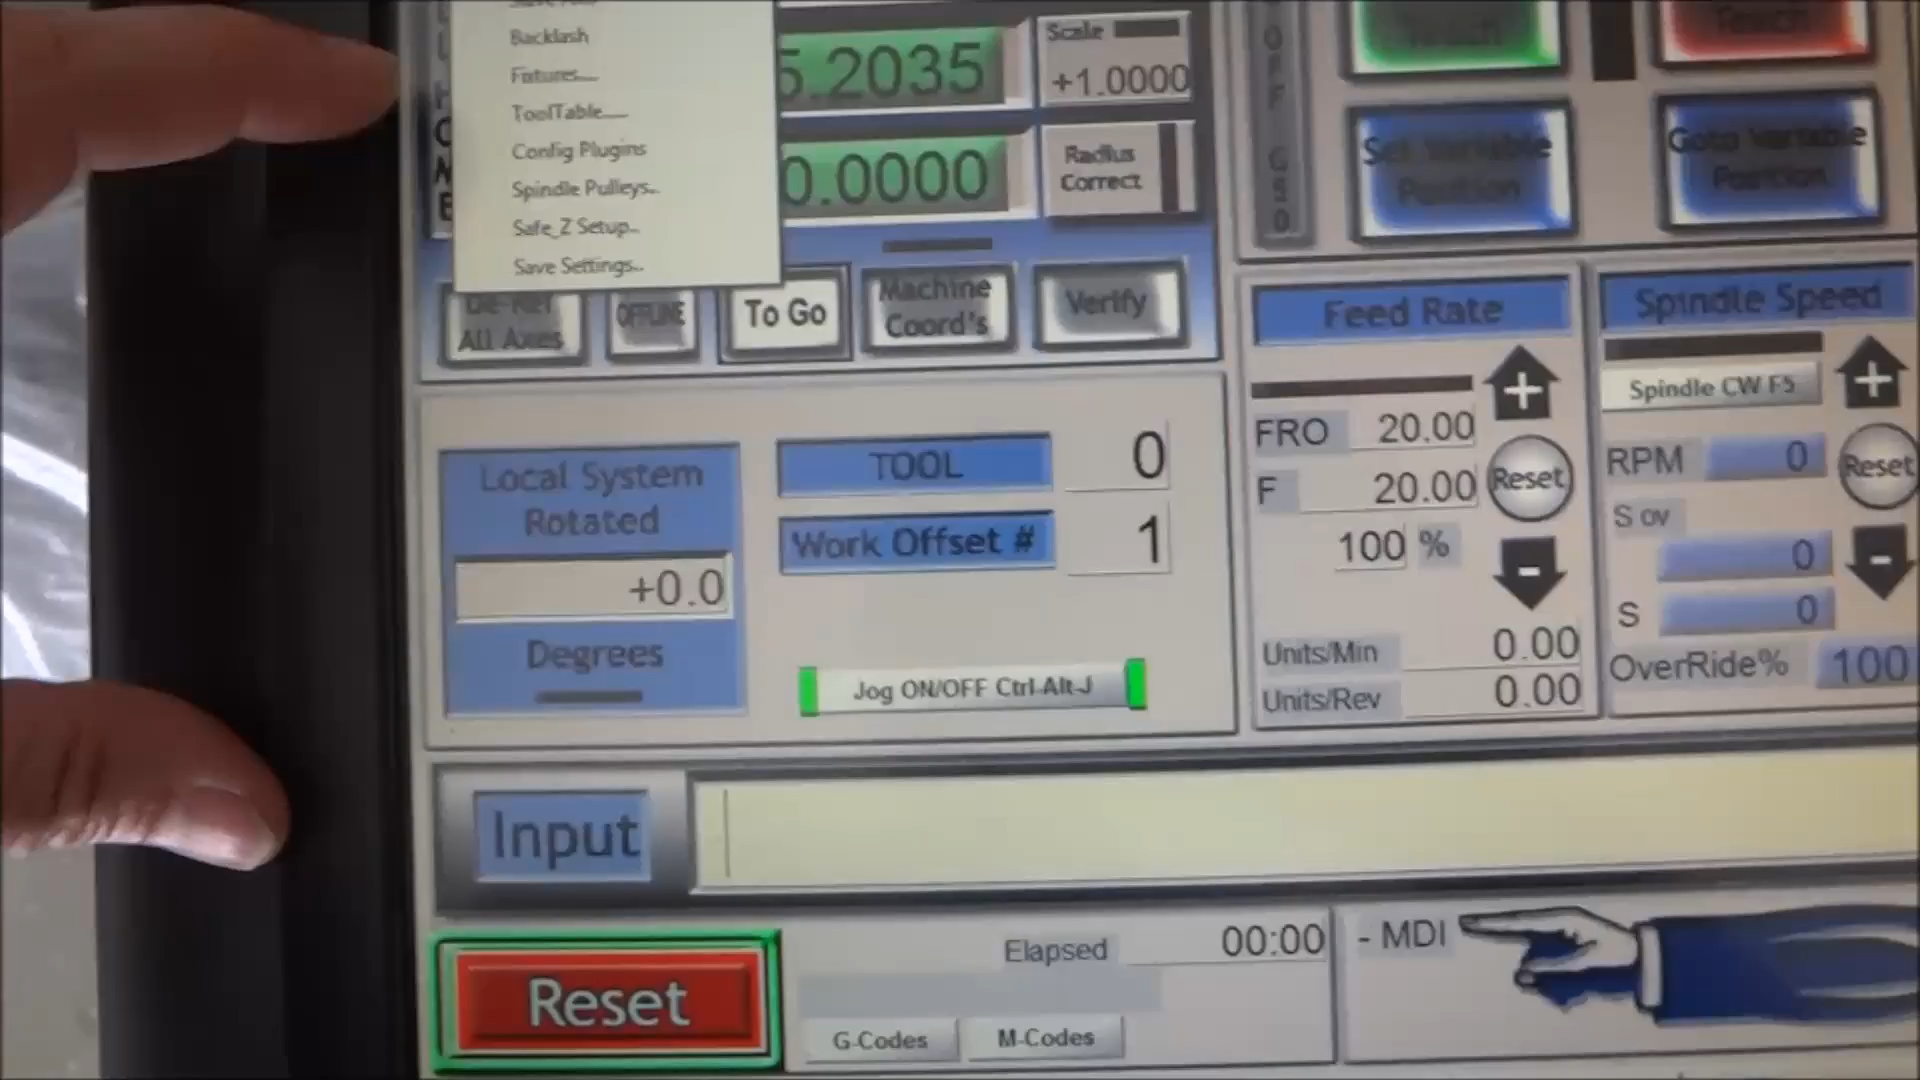 Backlash
Fixtures....
ToolTable.....
Config Plugins
Spindle Pulleys..
Safe_Z Setup..
Save Settings..
5.2035
Scale
+1.0000
0.0000
Radius
Correct
Set Variable
Position
Goto Variable
Position
All Axes
OFFLINE
To Go
Machine
Coord's
Verify
Local System
Rotated
+0.0
Degrees
TOOL 0
Work Offset # 1
Jog ON/OFF Ctrl-Alt-J
Feed Rate
+
FRO 20.00
F 20.00
Reset
100 %
-
Units/Min 0.00
Units/Rev 0.00
Spindle Speed
Spindle CW F5
+
RPM 0
Reset
S ov
0
-
S 0
OverRide% 100
Input
Reset
Elapsed 00:00
G-Codes
M-Codes
- MDI